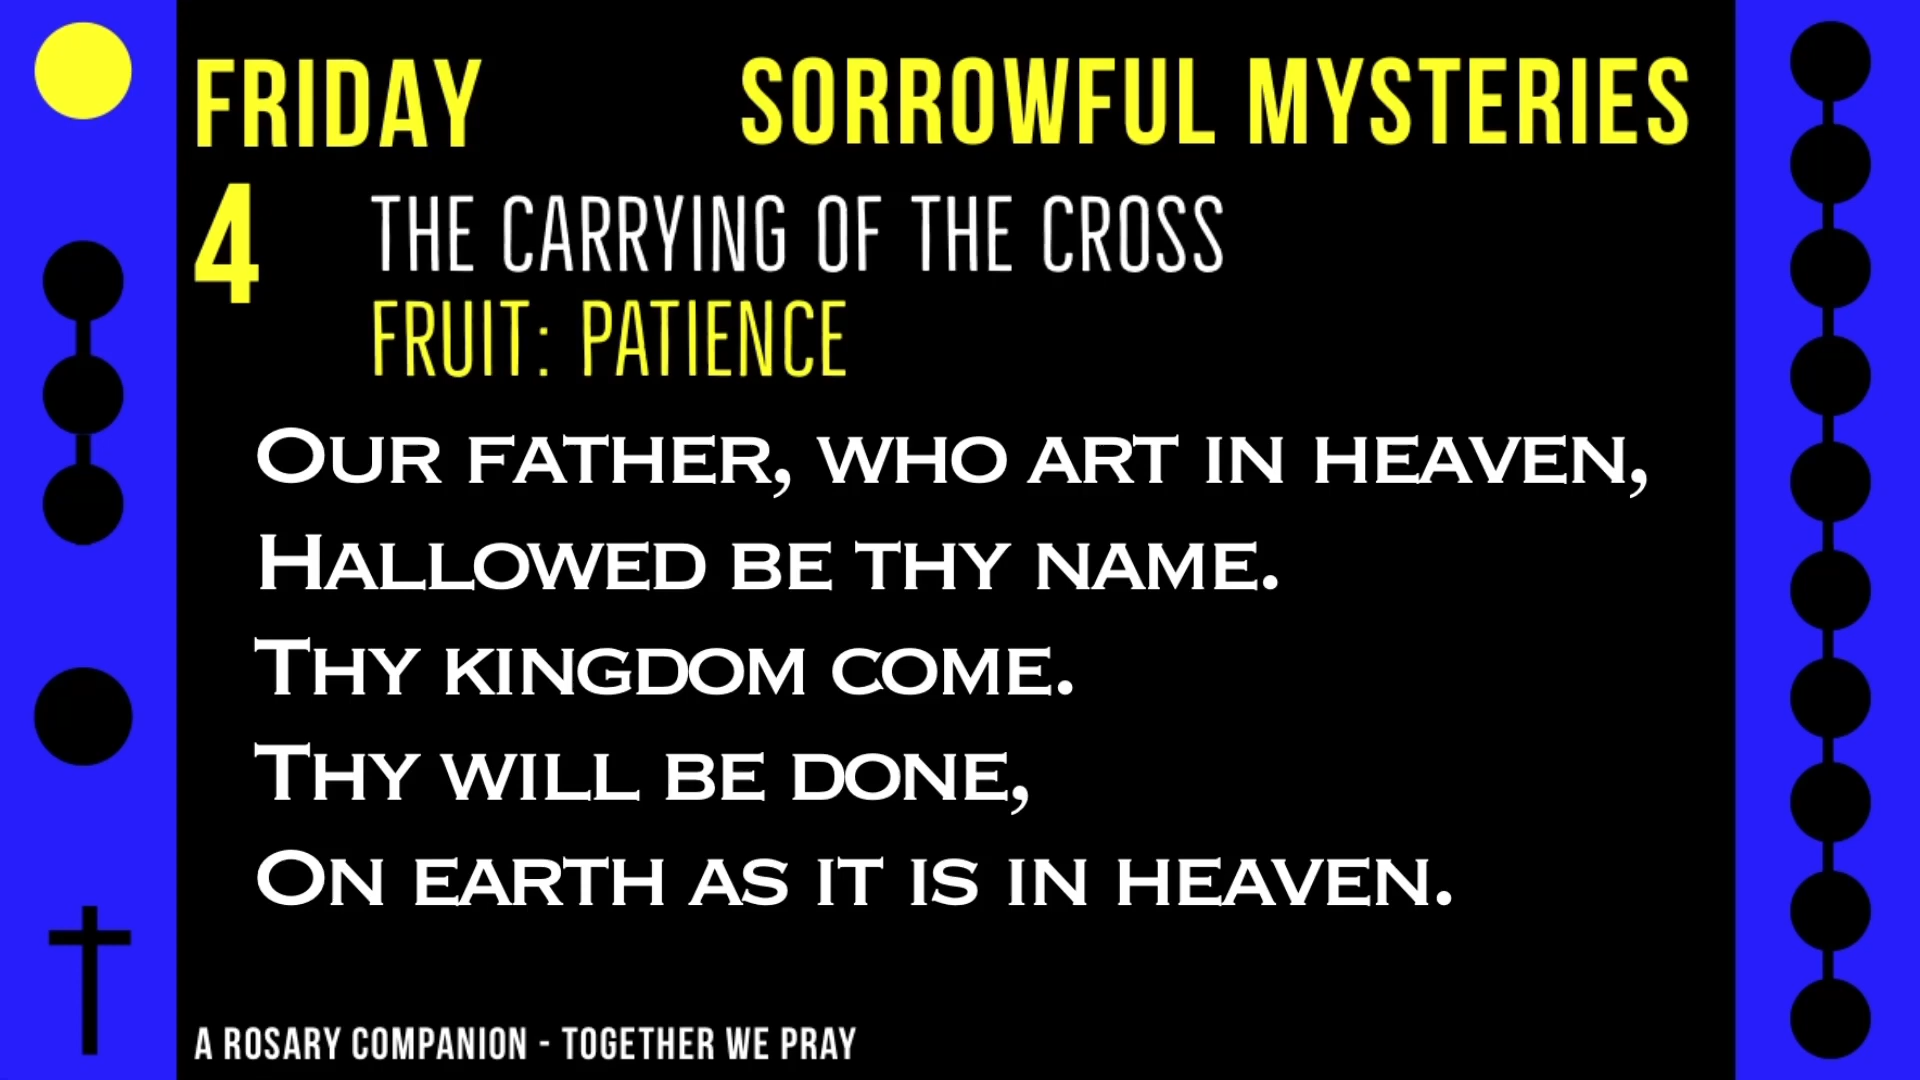 FRIDAY SORROWFUL MYSTERIES
4 THE CARRYING OF THE CROSS
FRUIT: PATIENCE
OUR FATHER, WHO ART IN HEAVEN,
HALLOWED BE THY NAME.
THY KINGDOM COME.
THY WILL BE DONE,
ON EARTH AS IT IS IN HEAVEN.
A ROSARY COMPANION - TOGETHER WE PRAY